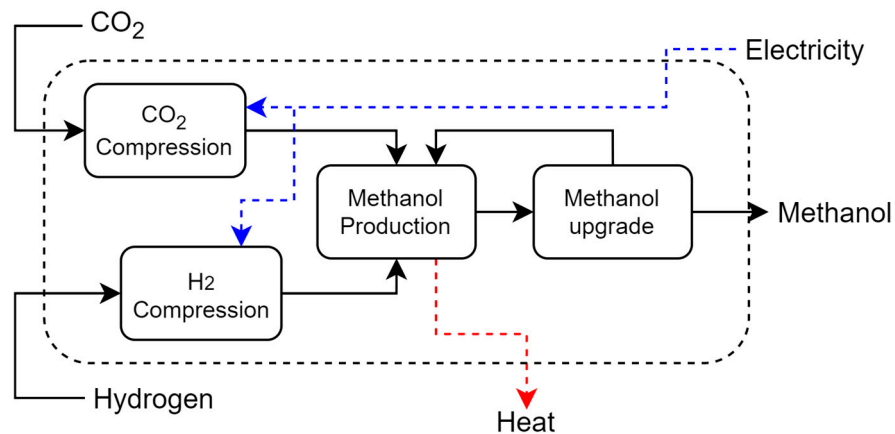 CO₂
Electricity
CO₂
Compression
Methanol
Production
Methanol
upgrade
Methanol
H2
Compression
Hydrogen
Heat